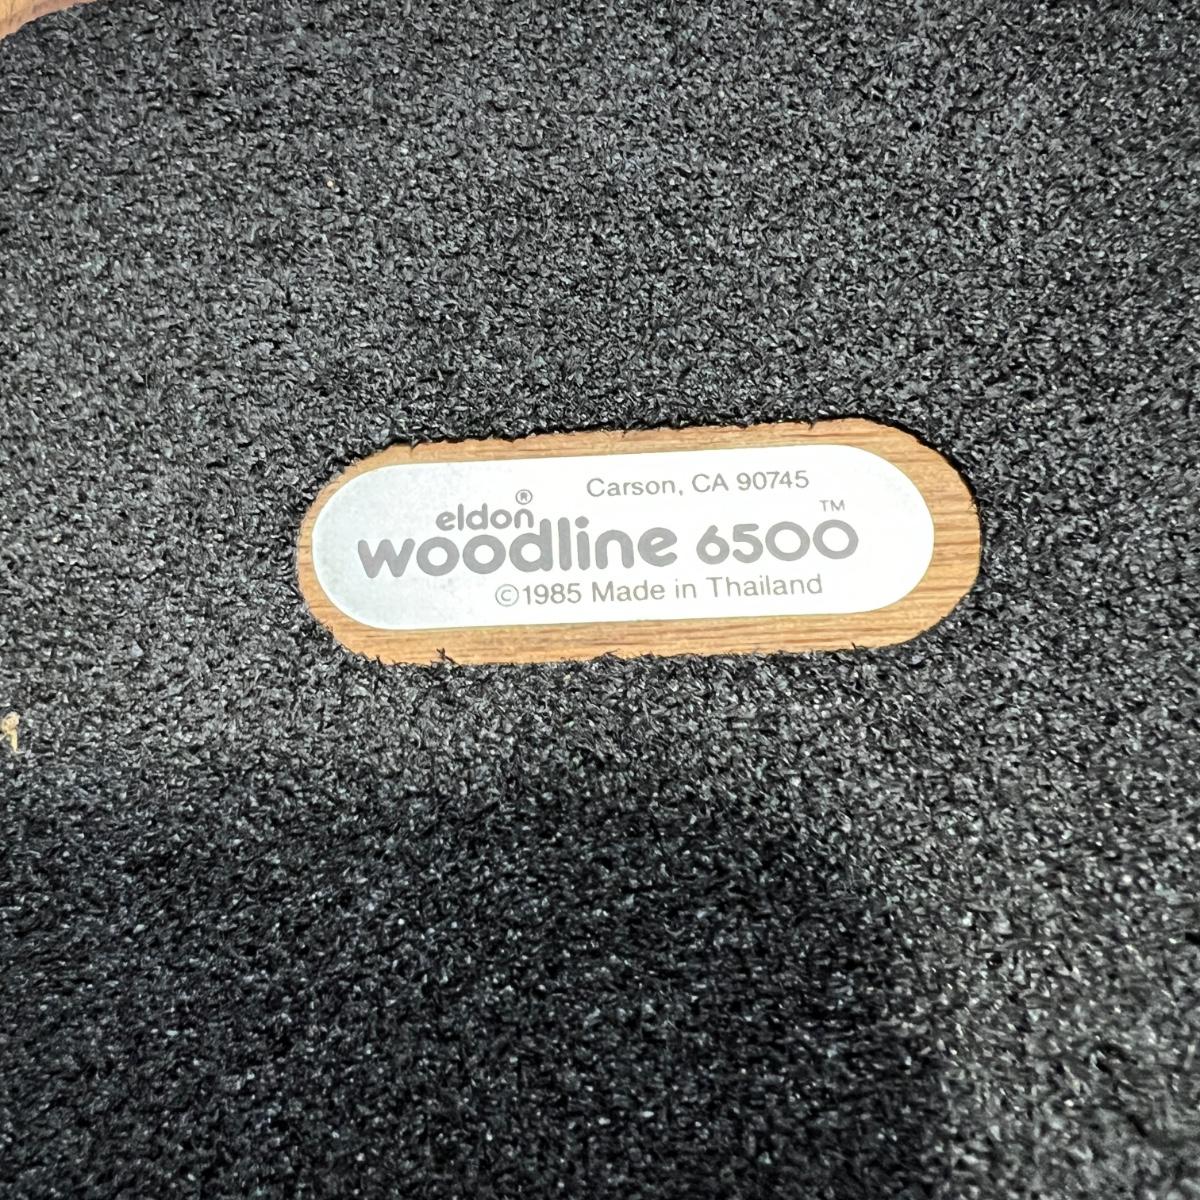 Carson, CA 90745
eldon®
woodline 6500™
©1985 Made in Thailand